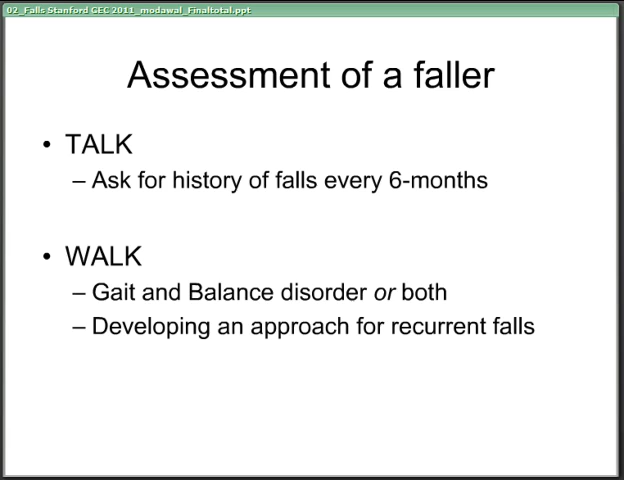 02_Falls Stanford GEC 2011_modawal_Finaltotal.ppt
Assessment of a faller
• TALK
– Ask for history of falls every 6-months
• WALK
– Gait and Balance disorder or both
– Developing an approach for recurrent falls